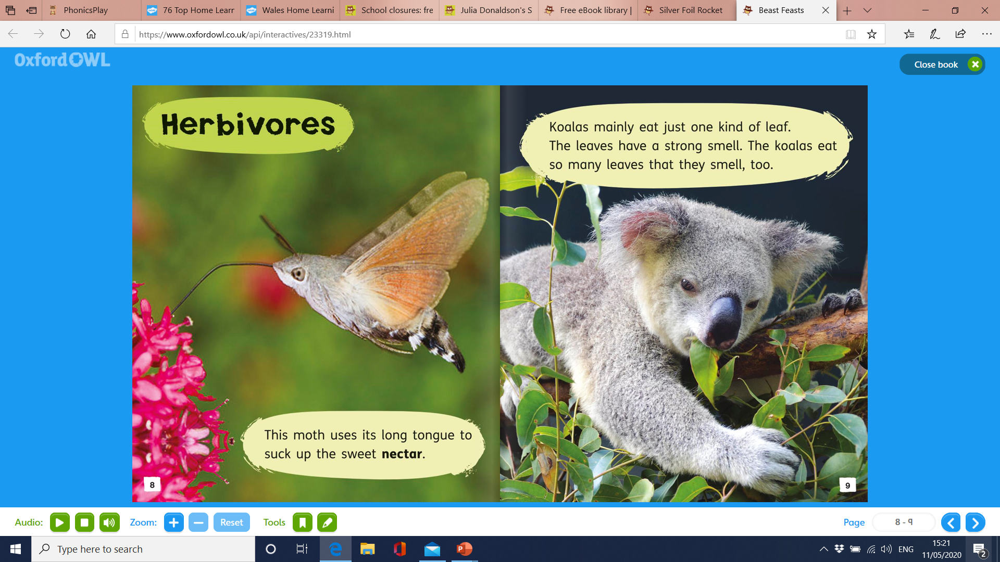 PhonicsPlay
76 Top Home Learr
Wales Home Learni
School closures: fre
Julia Donaldson's S
Free eBook library |
Silver Foil Rocket
Beast Feasts
https://www.oxfordowl.co.uk/api/interactives/23319.html
Oxford OWL
Close book
Herbivores
This moth uses its long tongue to
suck up the sweet nectar.
8
Koalas mainly eat just one kind of leaf.
The leaves have a strong smell. The koalas eat
so many leaves that they smell, too.
9
Audio:
Zoom:
Reset
Tools
Page
8 - 9
Type here to search
ENG
15:21
11/05/2020
2